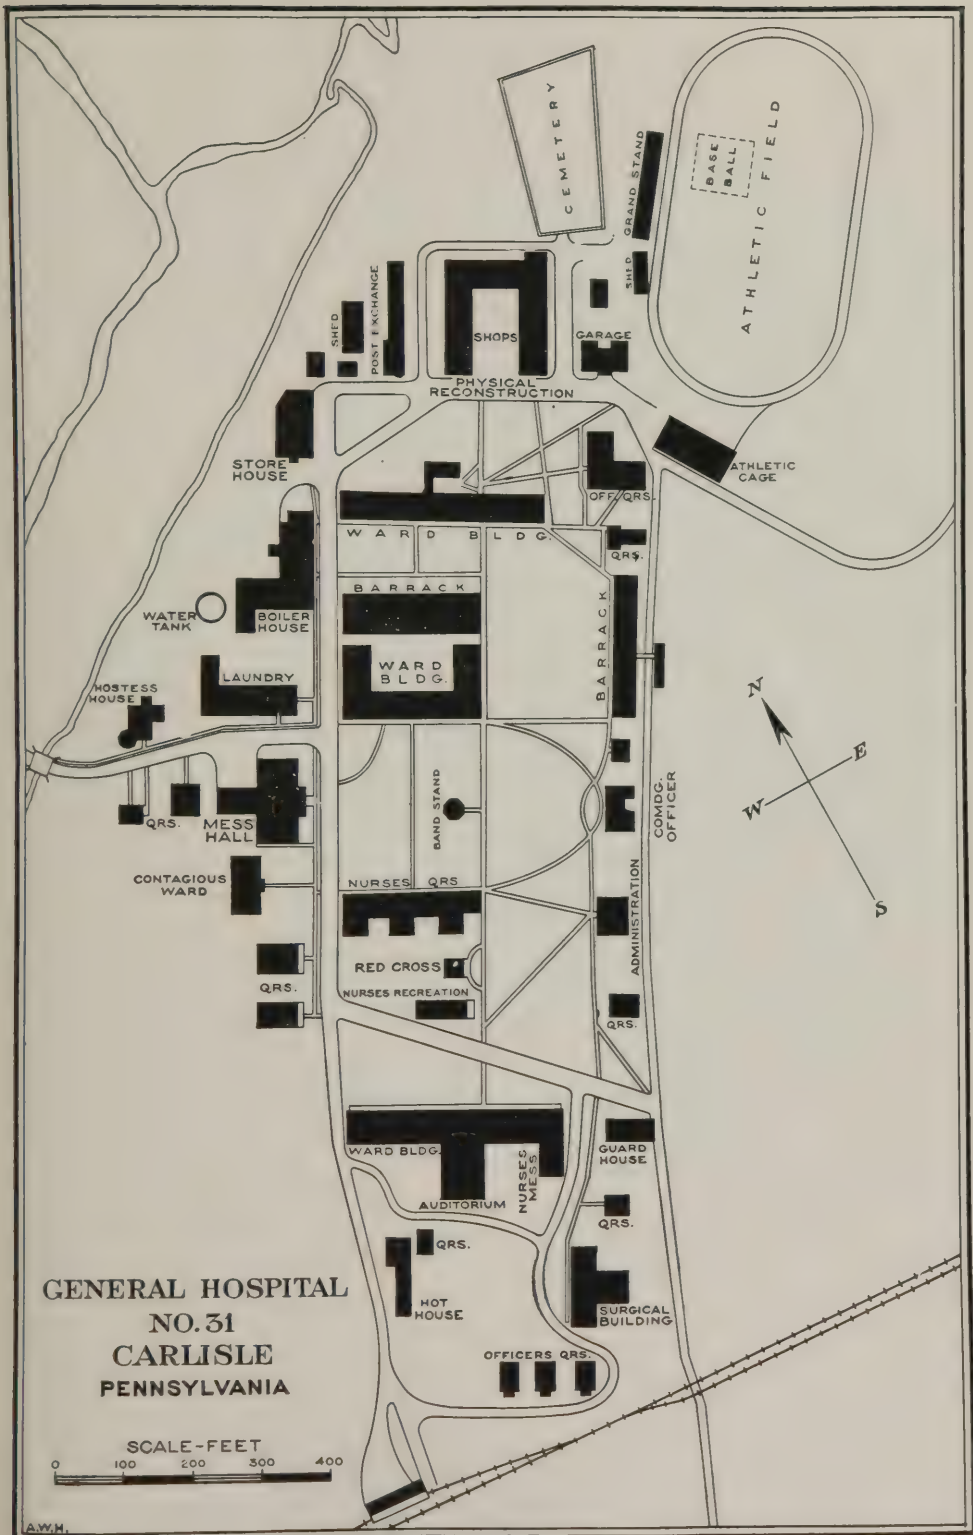 CEMETERY
GRAND STAND
BASE
BALL
ATHLETIC FIELD
SHED
SHED
POST EXCHANGE
SHOPS
GARAGE
PHYSICAL
RECONSTRUCTION
STORE
HOUSE
ATHLETIC
CAGE
OFF. QRS.
WARD BLDG.
QRS.
BARRACK
WATER
TANK
BOILER
HOUSE
BARRACK
WARD
BLDG.
LAUNDRY
HOSTESS
HOUSE
N
E
W
S
QRS.
MESS
HALL
BAND STAND
COMDG.
OFFICER
CONTAGIOUS
WARD
NURSES QRS
ADMINISTRATION
RED CROSS
QRS.
NURSES RECREATION
QRS.
WARD BLDG.
NURSES
MESS
GUARD
HOUSE
AUDITORIUM
QRS.
QRS.
HOT
HOUSE
SURGICAL
BUILDING
OFFICERS QRS.
GENERAL HOSPITAL
NO. 31
CARLISLE
PENNSYLVANIA
SCALE-FEET
0 100 200 300 400
A.W.H.